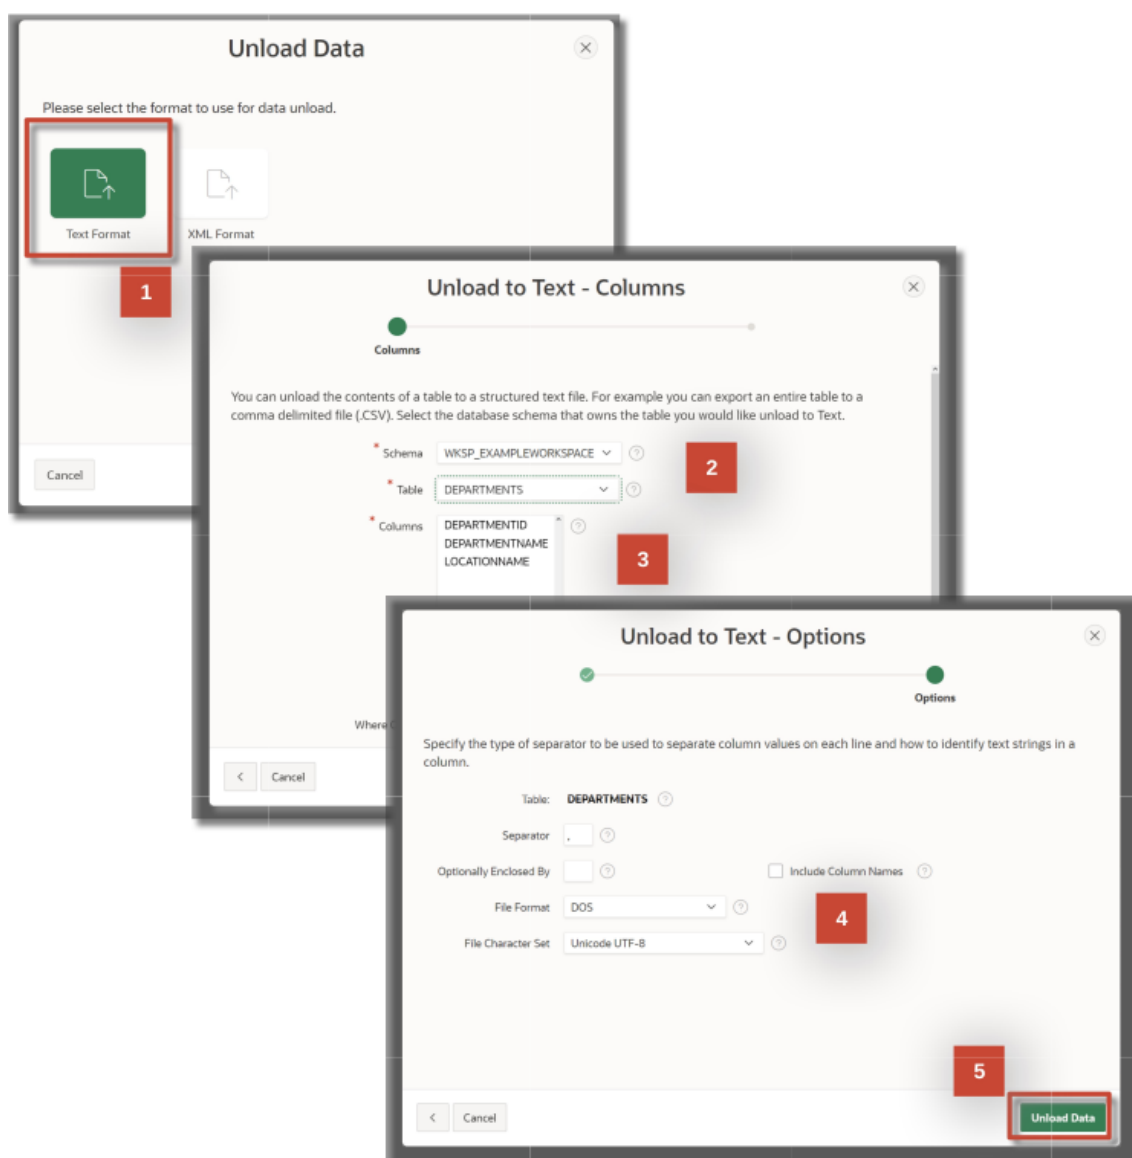 Unload Data
Please select the format to use for data unload.
Text Format
XML Format
1
Cancel
Unload to Text - Columns
Columns
You can unload the contents of a table to a structured text file. For example you can export an entire table to a
comma delimited file (.CSV). Select the database schema that owns the table you would like unload to Text.
* Schema WKSP_EXAMPLEWORKSPACE ?
2
* Table DEPARTMENTS ?
* Columns DEPARTMENTID ?
DEPARTMENTNAME
LOCATIONNAME
3
Where
< Cancel
Unload to Text - Options
Options
Specify the type of separator to be used to separate column values on each line and how to identify text strings in a
column.
Table: DEPARTMENTS ?
Separator , ?
Optionally Enclosed By ? Include Column Names ?
File Format DOS ?
4
File Character Set Unicode UTF-8 ?
5
< Cancel
Unload Data